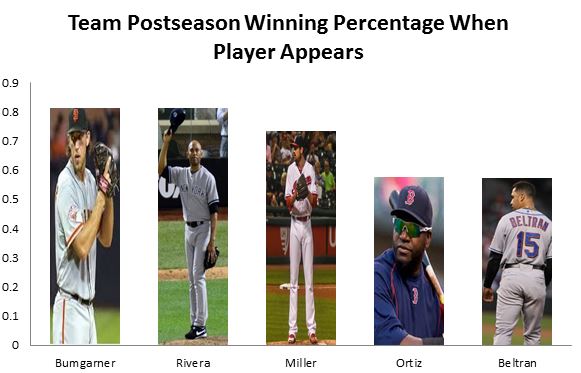 Team Postseason Winning Percentage When
Player Appears
0.9
0.8
0.7
0.6
0.5
0.4
0.3
0.2
0.1
0
B
BELTRAN
15
Bumgarner Rivera Miller Ortiz Beltran